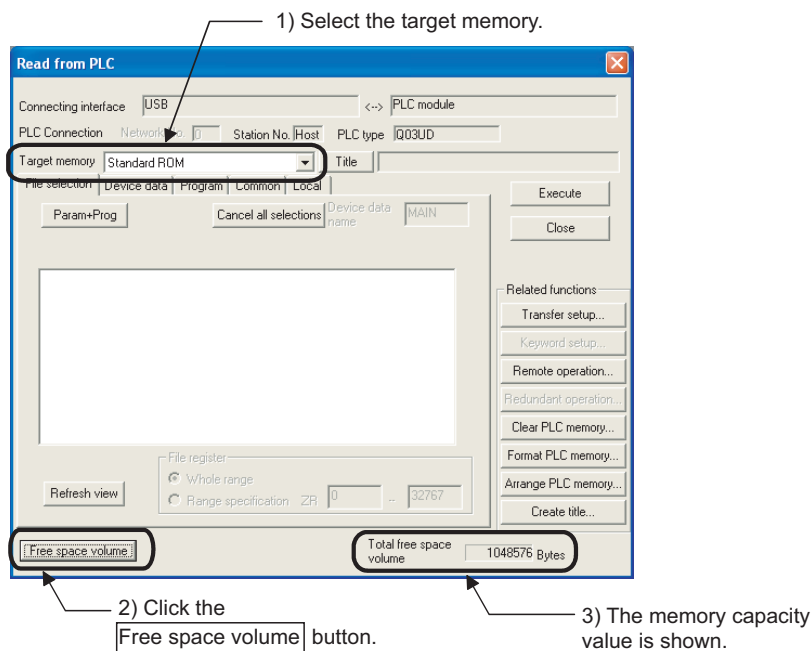 1) Select the target memory.
Read from PLC
Connecting interface USB <--> PLC module
PLC Connection Network No. 0 Station No. Host PLC type Q03UD
Target memory Standard ROM Title
File selection Device data Program Common Local
Execute
Param+Prog Cancel all selections Device data name MAIN
Close
Related functions
Transfer setup...
Keyword setup...
Remote operation...
Redundant operation...
Clear PLC memory...
Format PLC memory...
Arrange PLC memory...
Create title...
File register
Whole range
Refresh view
Range specification ZR 0 - 32767
Free space volume
Total free space
volume
1048576 Bytes
2) Click the
Free space volume button.
3) The memory capacity
value is shown.